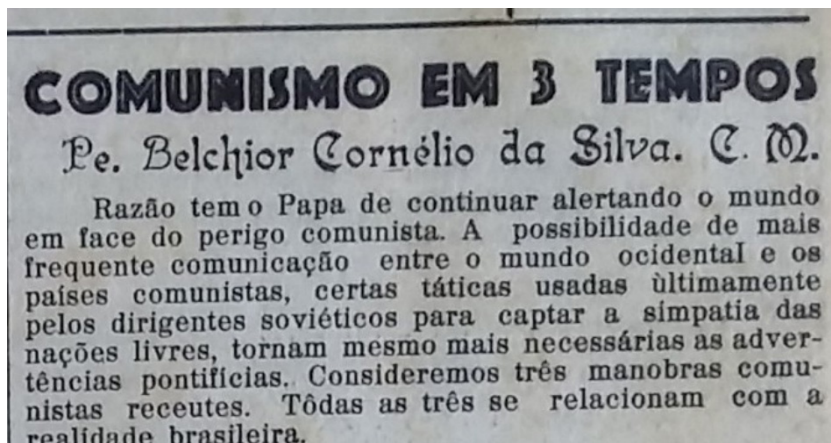 COMUNISMO EM 3 TEMPOS
Pe. Belchior Cornélio da Silva. C. M.
Razão tem o Papa de continuar alertando o mundo
em face do perigo comunista. A possibilidade de mais
frequente comunicação entre o mundo ocidental e os
países comunistas, certas táticas usadas ùltimamente
pelos dirigentes soviéticos para captar a simpatia das
nações livres, tornam mesmo mais necessárias as adver-
tências pontifícias. Consideremos três manobras comu-
nistas receutes. Tôdas as três se relacionam com a
realidade brasileira.